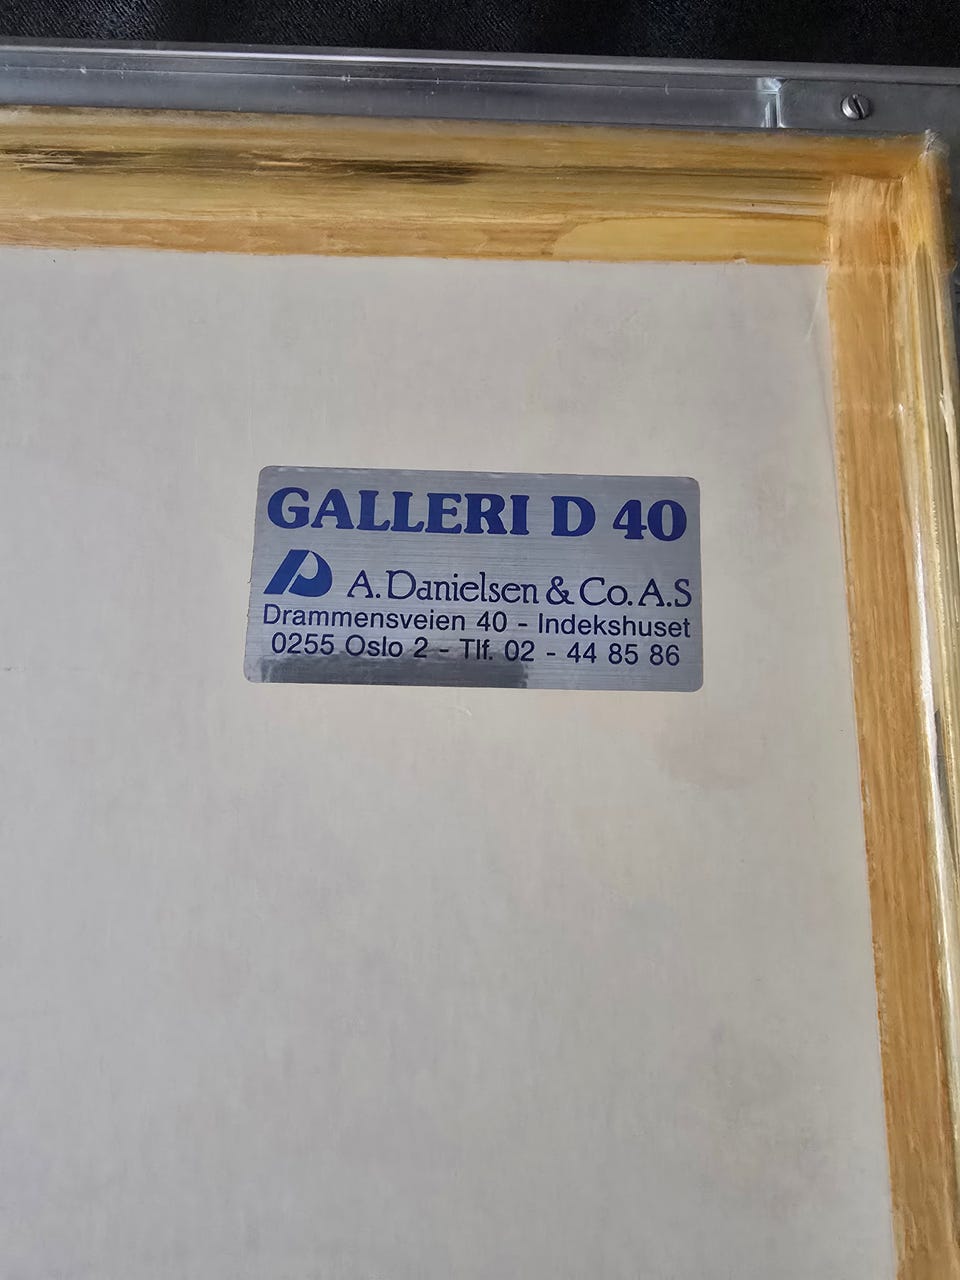 GALLERI D 40
A. Danielsen & Co. A.S
Drammensveien 40 - Indekshuset
0255 Oslo 2 - Tlf. 02 - 44 85 86